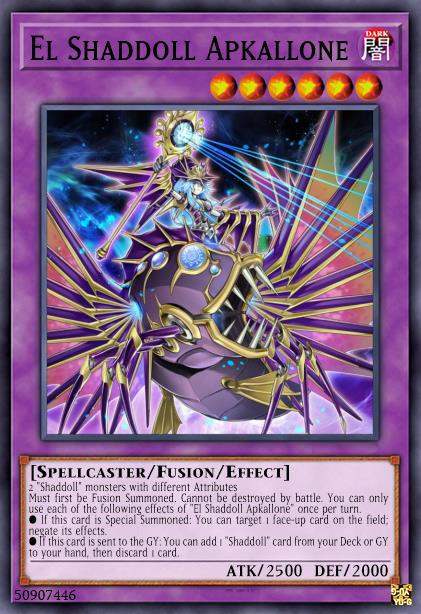 El Shaddoll Apkallone
DARK
闇
[Spellcaster/Fusion/Effect]
2 "Shaddoll" monsters with different Attributes
Must first be Fusion Summoned. Cannot be destroyed by battle. You can only
use each of the following effects of "El Shaddoll Apkallone" once per turn.
● If this card is Special Summoned: You can target 1 face-up card on the field;
negate its effects.
● If this card is sent to the GY: You can add 1 "Shaddoll" card from your Deck or GY
to your hand, then discard 1 card.
ATK/2500 DEF/2000
50907446